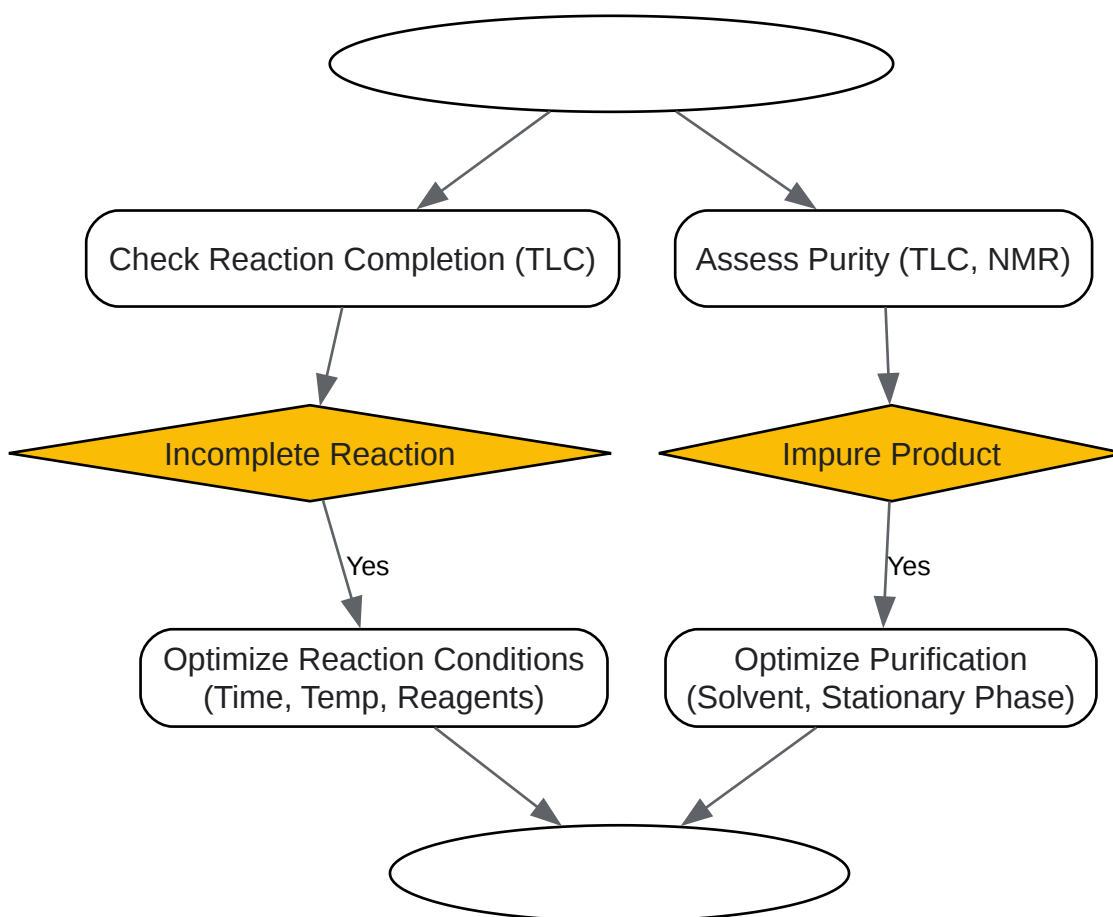 Check Reaction Completion (TLC)
Assess Purity (TLC, NMR)
Incomplete Reaction
Impure Product
Yes
Yes
Optimize Reaction Conditions
(Time, Temp, Reagents)
Optimize Purification
(Solvent, Stationary Phase)